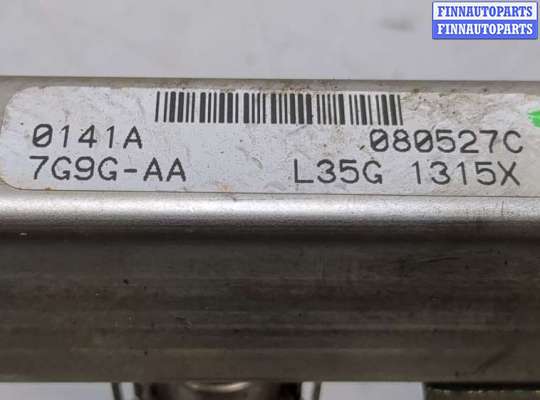 FINNAUTOPARTS
FINNAUTOPARTS
0141A 080527C
7G9G-AA L35G 1315X